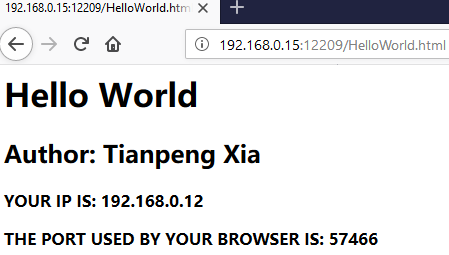 192.168.0.15:12209/HelloWorld.htm
192.168.0.15:12209/HelloWorld.html
Hello World
Author: Tianpeng Xia
YOUR IP IS: 192.168.0.12
THE PORT USED BY YOUR BROWSER IS: 57466